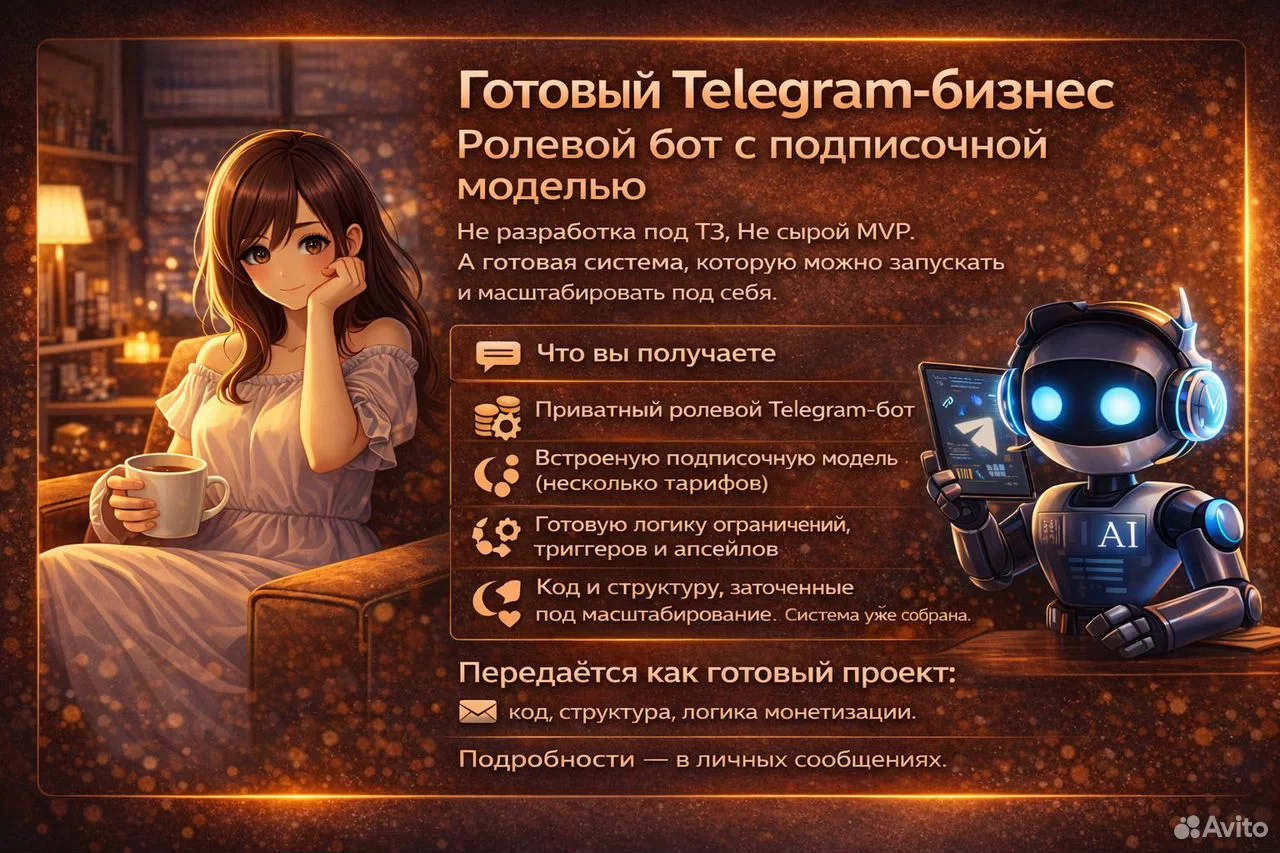 Готовый Telegram-бизнес
Ролевой бот с подписочной
моделью
Не разработка под ТЗ, Не сырой MVP.
А готовая система, которую можно запускать
и масштабировать под себя.
Что вы получаете
Приватный ролевой Telegram-бот
Встроеную подписочную модель
(несколько тарифов)
Готовую логику ограничений,
триггеров и апсейлов
Код и структуру, заточенные
под масштабирование. Система уже собрана.
AI
Передаётся как готовый проект:
код, структура, логика монетизации.
Подробности — в личных сообщениях.
Avito